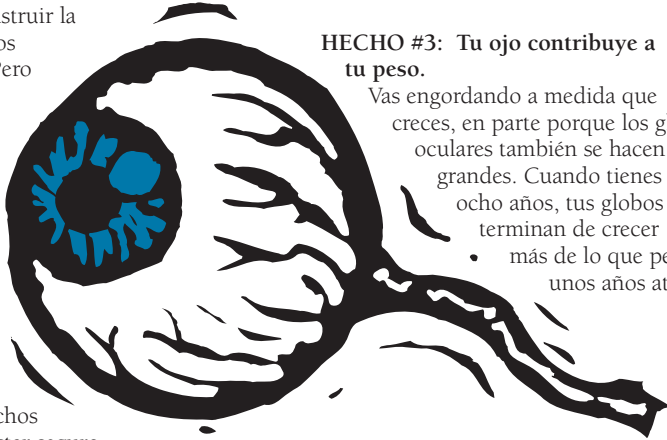 struir la
os
Pero
HECHO #3: Tu ojo contribuye a
tu peso.
Vas engordando a medida que
creces, en parte porque los gl
oculares también se hacen
grandes. Cuando tienes
ocho años, tus globos
terminan de crecer
más de lo que pe
unos años at
chos